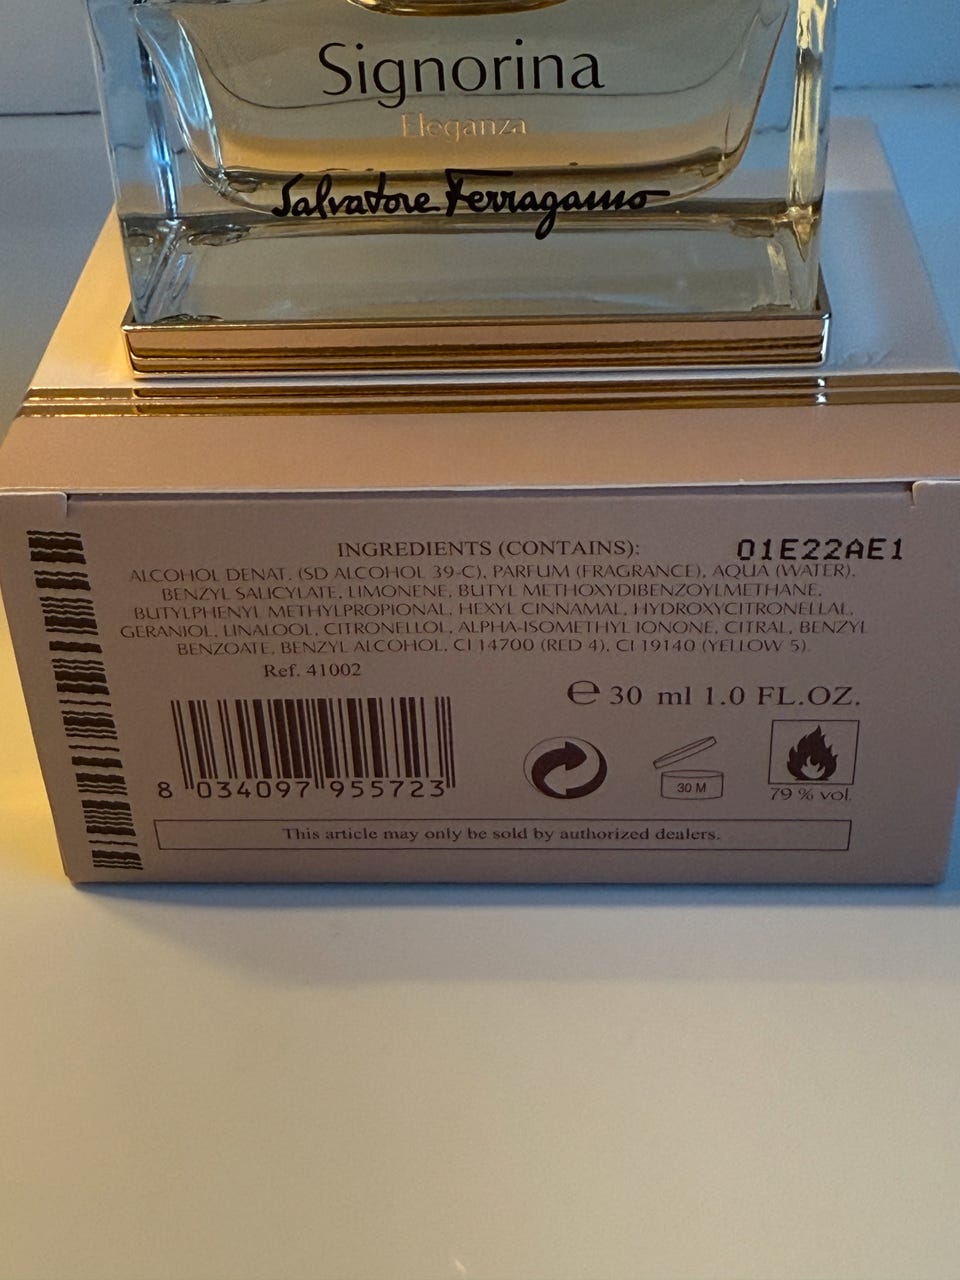 Signorina
Eleganza
Salvatore Ferragamo
INGREDIENTS (CONTAINS):
01E22AE1
ALCOHOL DENAT. (SD ALCOHOL 39-C), PARFUM (FRAGRANCE), AQUA (WATER),
BENZYL SALICYLATE, LIMONENE, BUTYL METHOXYDIBENZOYLMETHANE,
BUTYLPHENYL METHYLPROPIONAL, HEXYL CINNAMAL, HYDROXYCITRONELLAL,
GERANIOL, LINALOOL, CITRONELLOL, ALPHA-ISOMETHYL IONONE, CITRAL, BENZYL
BENZOATE, BENZYL ALCOHOL, CI 14700 (RED 4), CI 19140 (YELLOW 5).
Ref. 41002
℮ 30 ml 1.0 FL.OZ.
8 034097 955723
30 M
79 % vol.
This article may only be sold by authorized dealers.